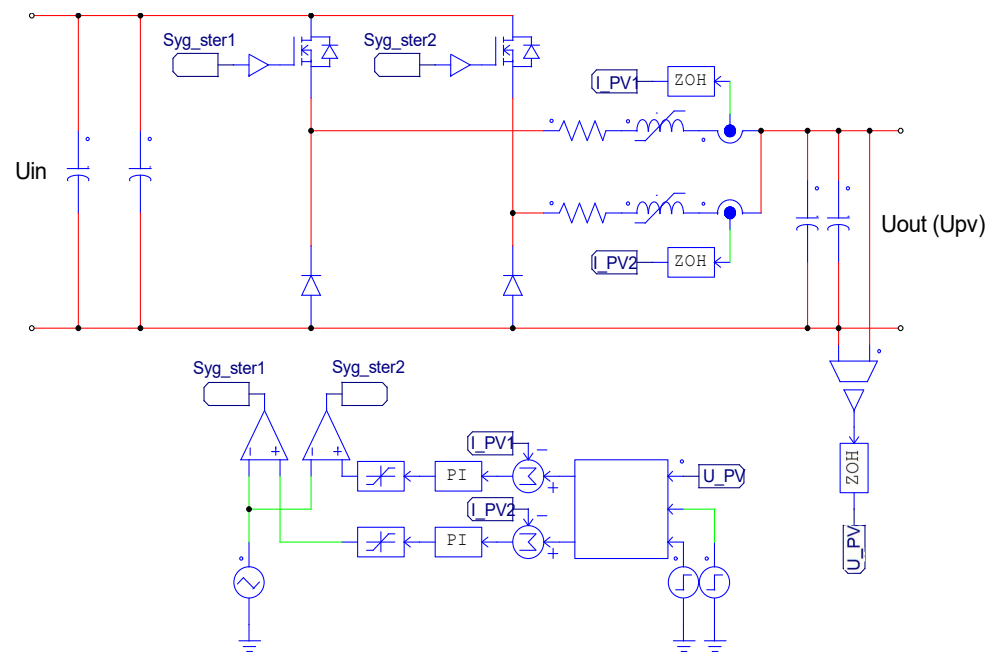 Syg_ster1
Syg_ster2
I_PV1
ZOH
Uin
Uout (Upv)
I_PV2
ZOH
Syg_ster1
Syg_ster2
I_PV1
-
+
PI
Σ
+
U_PV
ZOH
I_PV2
-
+
PI
Σ
+
U_PV